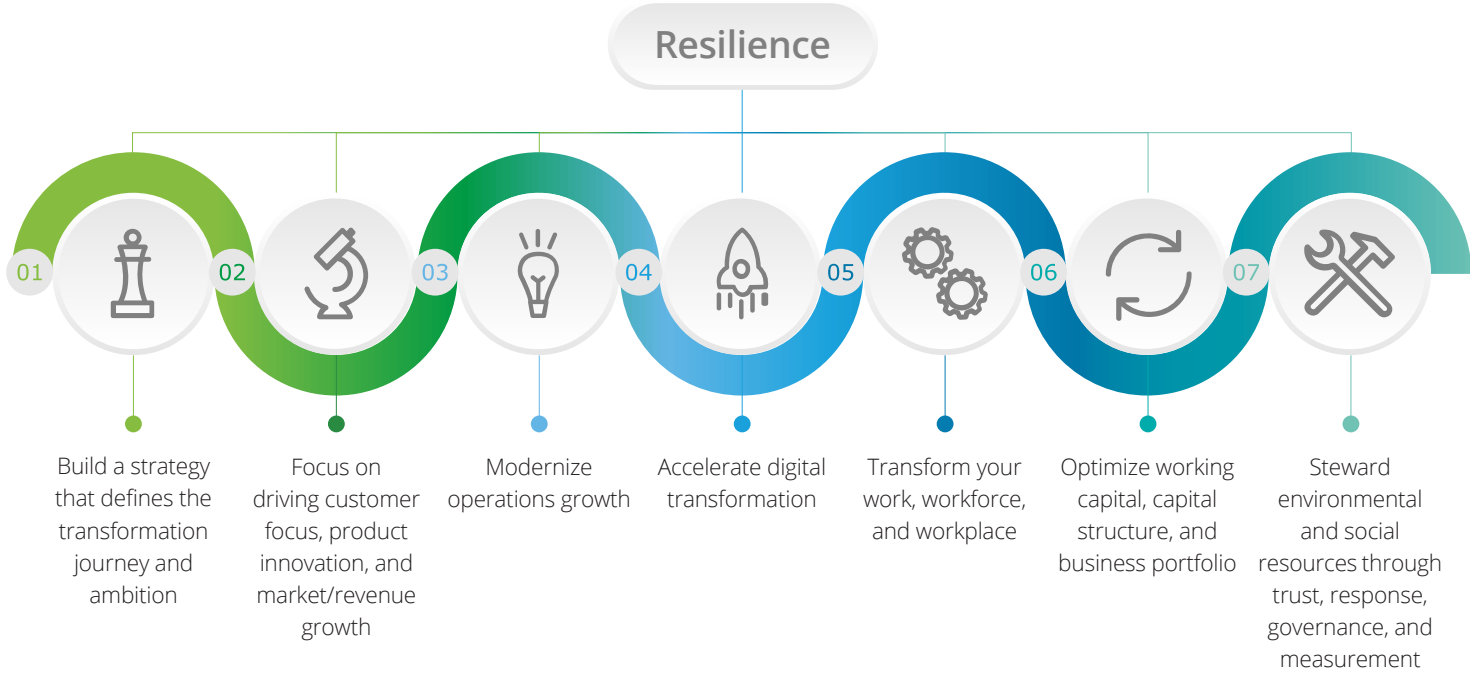 Resilience
01
02
03
04
05
06
07
Build a strategy
that defines the
transformation
journey and
ambition
Focus on
driving customer
focus, product
innovation, and
market/revenue
growth
Modernize
operations growth
Accelerate digital
transformation
Transform your
work, workforce,
and workplace
Optimize working
capital, capital
structure, and
business portfolio
Steward
environmental
and social
resources through
trust, response,
governance, and
measurement